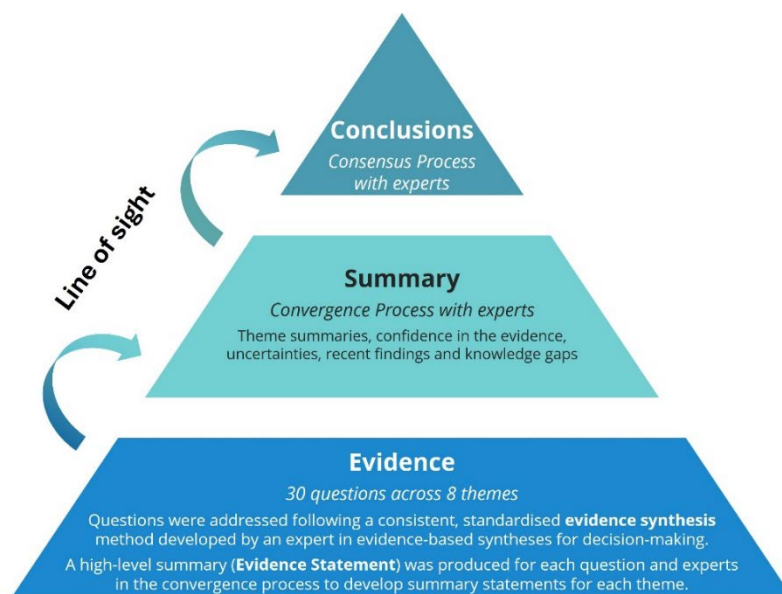 Conclusions
Consensus Process
with experts
Line of sight
Summary
Convergence Process with experts
Theme summaries, confidence in the evidence,
uncertainties, recent findings and knowledge gaps
Evidence
30 questions across 8 themes
Questions were addressed following a consistent, standardised evidence synthesis
method developed by an expert in evidence-based syntheses for decision-making.
A high-level summary (Evidence Statement) was produced for each question and experts
in the convergence process to develop summary statements for each theme.